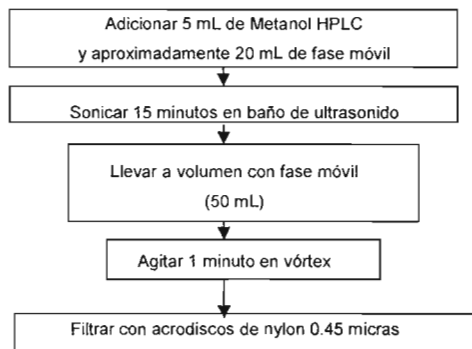 Adicionar 5 mL de Metanol HPLC
y aproximadamente 20 mL de fase móvil
Sonicar 15 minutos en baño de ultrasonido
Llevar a volumen con fase móvil
(50 mL)
Agitar 1 minuto en vórtex
Filtrar con acrodiscos de nylon 0.45 micras